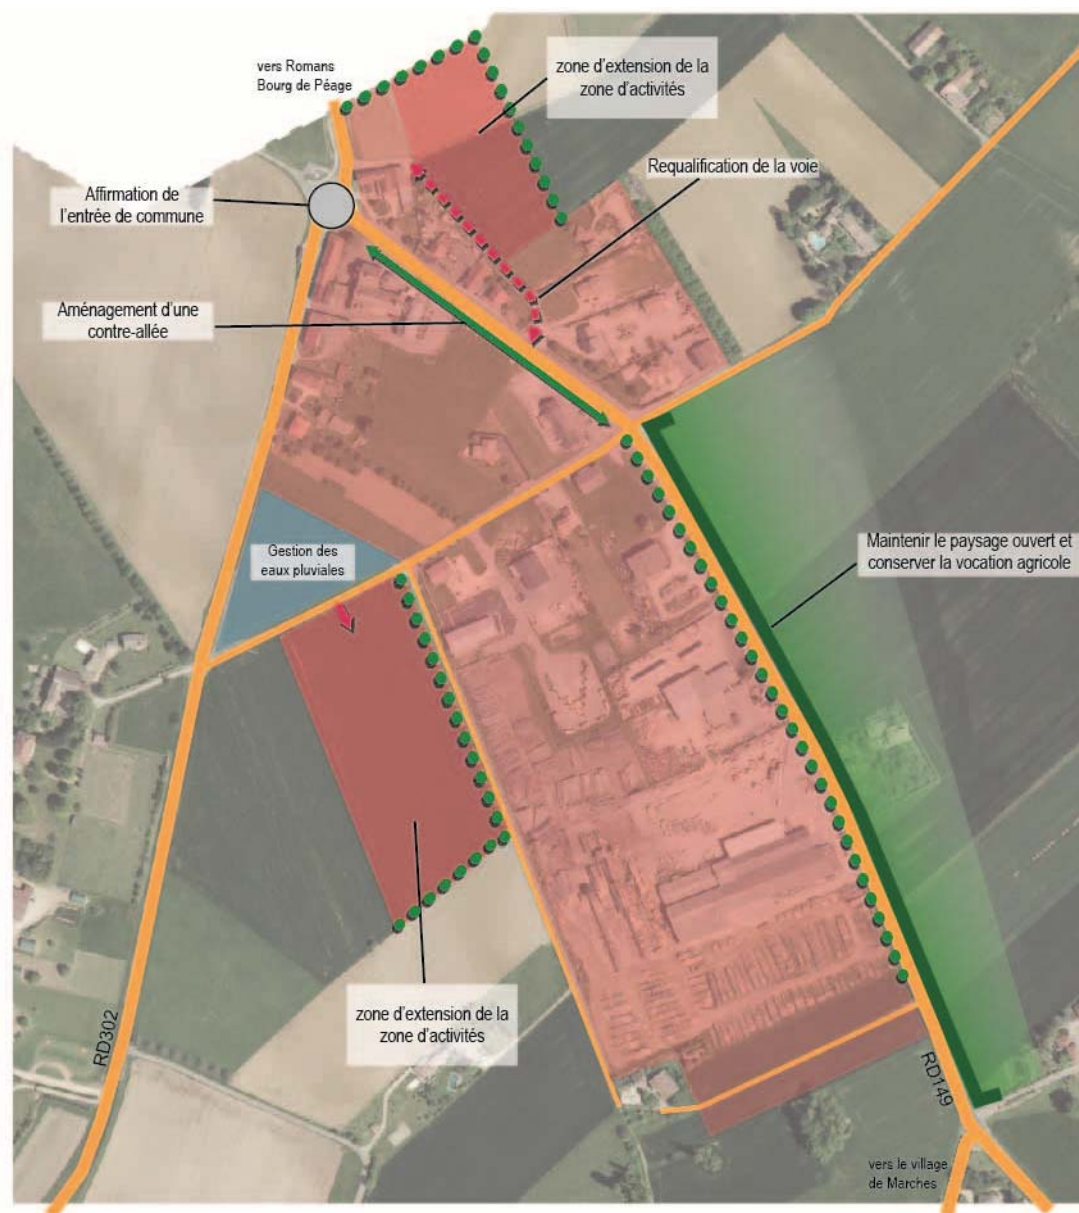 vers Romans
Bourg de Péage
zone d'extension de la
zone d'activités
Requalification de la voie
Affirmation de
l'entrée de commune
Aménagement d'une
contre-allée
Gestion des
eaux pluviales
Maintenir le paysage ouvert et
conserver la vocation agricole
zone d'extension de la
zone d'activités
RD302
RD149
vers le village
de Marches